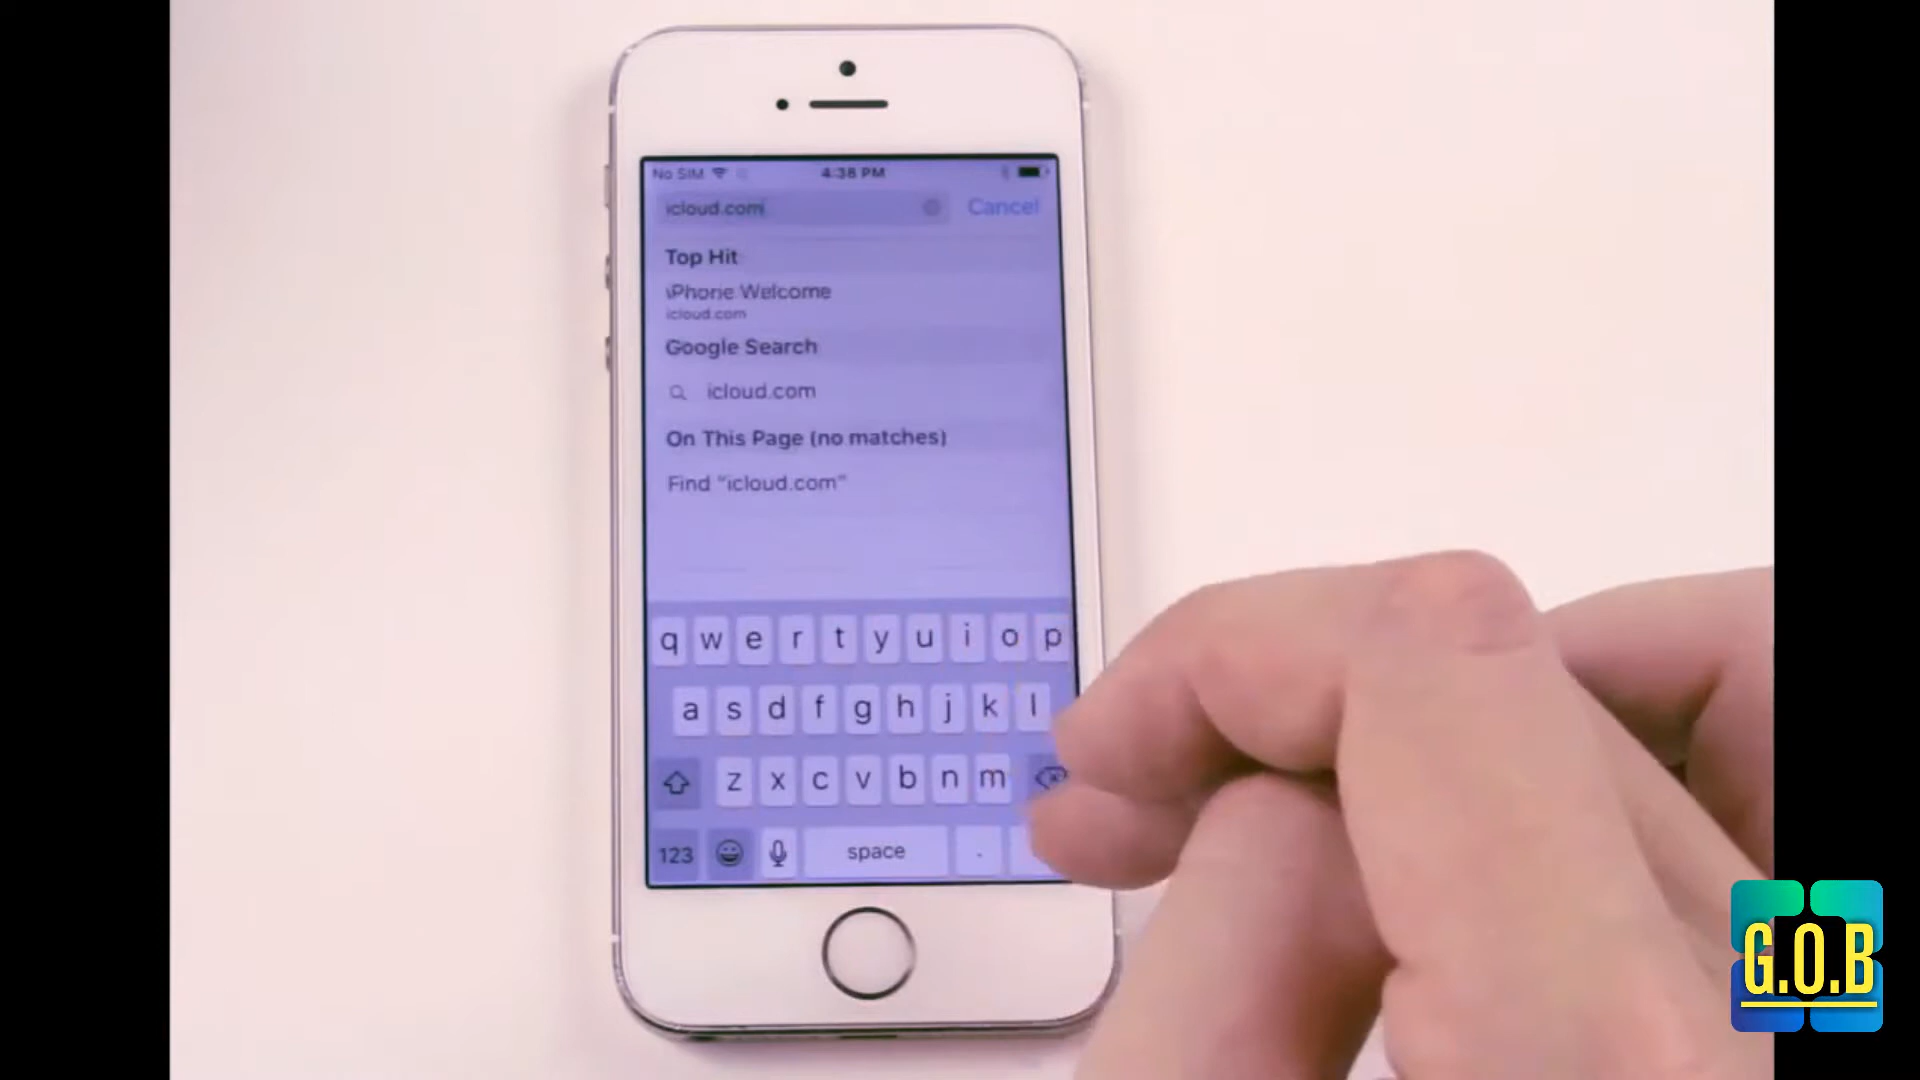 No SIM 4:38 PM
icloud.com Cancel
Top Hit
iPhone Welcome
icloud.com
Google Search
icloud.com
On This Page (no matches)
Find "icloud.com"
q w e r t y u i o p
a s d f g h j k l
z x c v b n m
123 space .
G.O.B